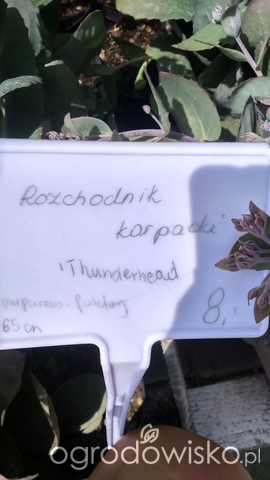 Rozchodnik
karpacki
'Thunderhead
purpurowo-fioletowy
65 cm
8,-
ogrodowisko.pl